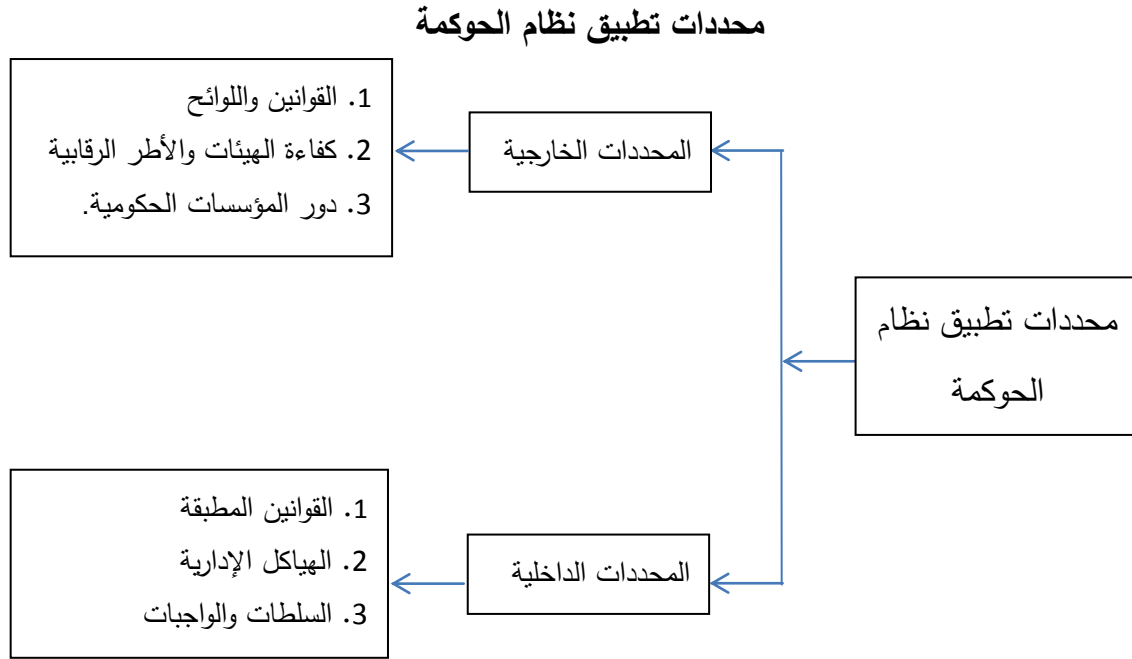 محددات تطبيق نظام الحوكمة
محددات تطبيق نظام
الحوكمة
المحددات الخارجية
1. القوانين واللوائح
2. كفاءة الهيئات والأطر الرقابية
3. دور المؤسسات الحكومية.
المحددات الداخلية
1. القوانين المطبقة
2. الهياكل الإدارية
3. السلطات والواجبات